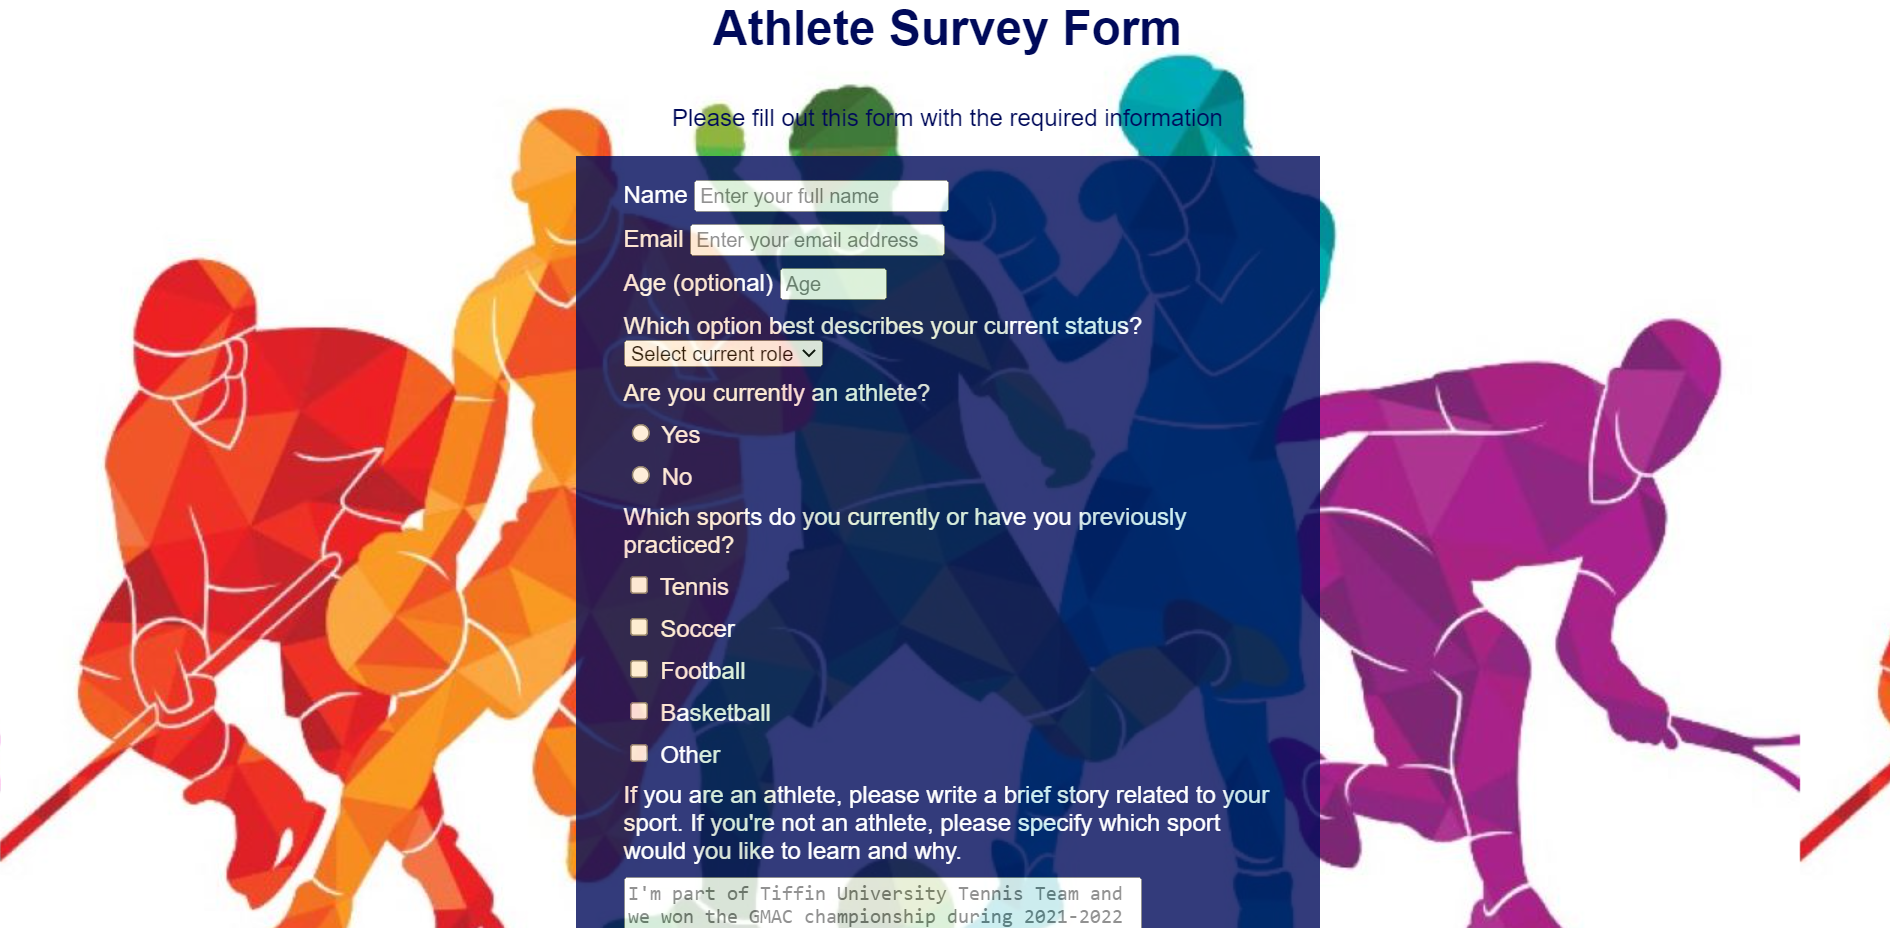 Athlete Survey Form
Please fill out this form with the required information
Name Enter your full name
Email Enter your email address
Age (optional) Age
Which option best describes your current status?
Select current role
Are you currently an athlete?
Yes
No
Which sports do you currently or have you previously
practiced?
Tennis
Soccer
Football
Basketball
Other
If you are an athlete, please write a brief story related to your
sport. If you're not an athlete, please specify which sport
would you like to learn and why.
I'm part of Tiffin University Tennis Team and
we won the GMAC championship during 2021-2022